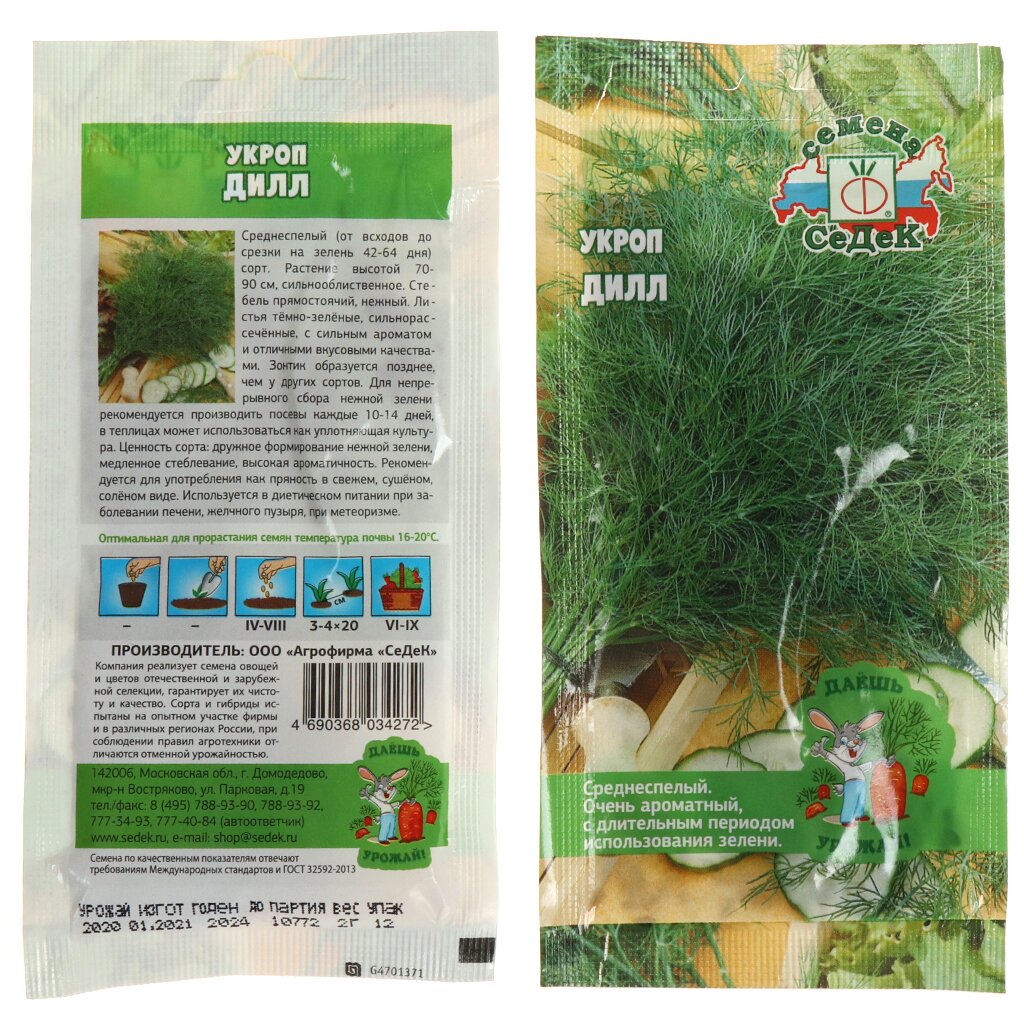 УКРОП
ДИЛЛ
Среднеспелый (от всходов до
срезки на зелень 42-64 дня)
сорт. Растение высотой 70-
90 см, сильнооблиственное. Сте-
бель прямостоячий, нежный. Ли-
стья тёмно-зелёные, сильнорас-
сечённые, с сильным ароматом
и отличными вкусовыми качества-
ми. Зонтик образуется позднее,
чем у других сортов. Для непре-
рывного сбора нежной зелени
рекомендуется производить посевы каждые 10-14 дней,
в теплицах может использоваться как уплотняющая культу-
ра. Ценность сорта: дружное формирование нежной зелени,
медленное стеблевание, высокая ароматичность. Рекомен-
дуется для употребления как пряность в свежем, сушёном,
солёном виде. Используется в диетическом питании при за-
болевании печени, желчного пузыря, при метеоризме.
Оптимальная для прорастания семян температура почвы 16-20°С.
см
– – IV-VIII 3-4×20 VI-IX
ПРОИЗВОДИТЕЛЬ: ООО «Агрофирма «СеДеК»
Компания реализует семена овощей
и цветов отечественной и зарубеж-
ной селекции, гарантирует их чисто-
ту и качество. Сорта и гибриды ис-
пытаны на опытном участке фирмы
и в различных регионах России, при
соблюдении правил агротехники от-
личаются отменной урожайностью.
4 690368 034272 >
142006, Московская обл., г. Домодедово,
мкр-н Востряково, ул. Парковая, д.19
тел./факс: 8 (495) 788-93-90, 788-93-92,
777-34-93, 777-40-84 (автоответчик)
www.sedek.ru, e-mail: shop@sedek.ru
ДАЁШЬ
УРОЖАЙ!
Семена по качественным показателям отвечают
требованиям Международных стандартов и ГОСТ 32592-2013
УРОЖАЙ ИЗГОТ ГОДЕН ДО ПАРТИЯ ВЕС УПАК
2020 01.2021 2024 10772 2Г 12
G4701371
семена
СеДеК
®
УКРОП
ДИЛЛ
ДАЁШЬ
УРОЖАЙ!
Среднеспелый.
Очень ароматный,
с длительным периодом
использования зелени.